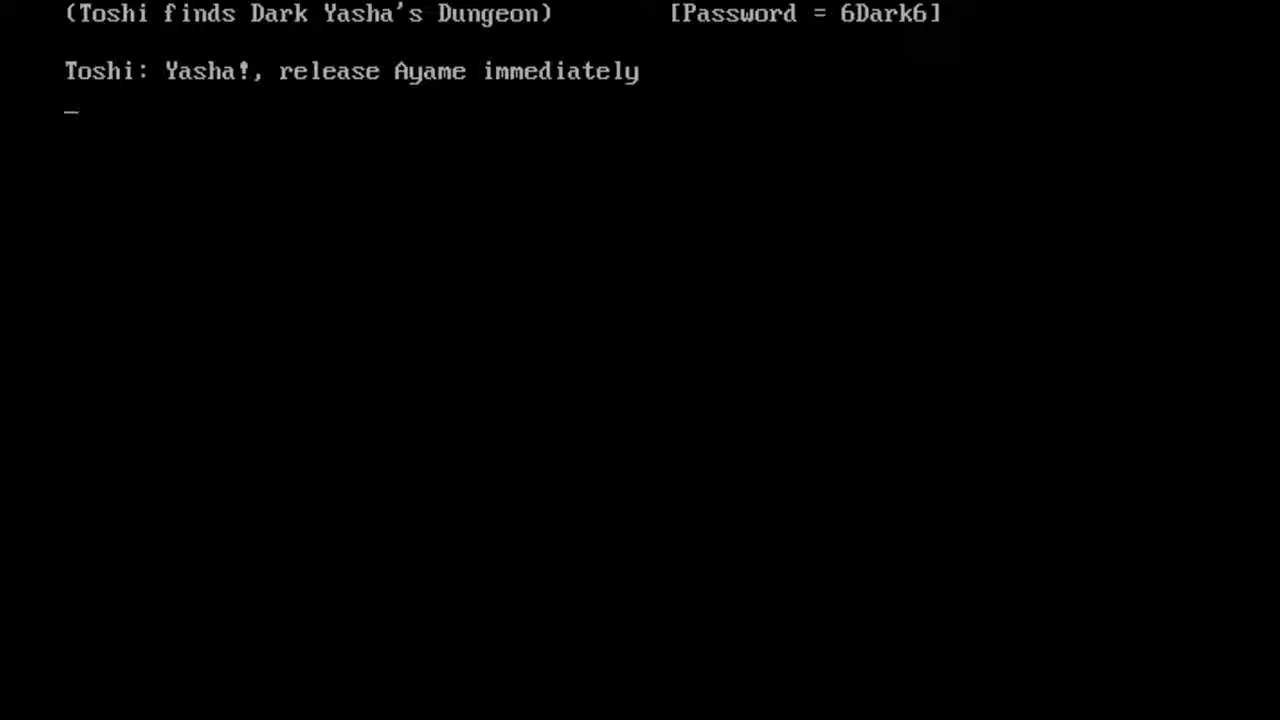 (Toshi finds Dark Yasha's Dungeon) [Password = 6Dark6]
Toshi: Yasha!, release Ayame immediately
_